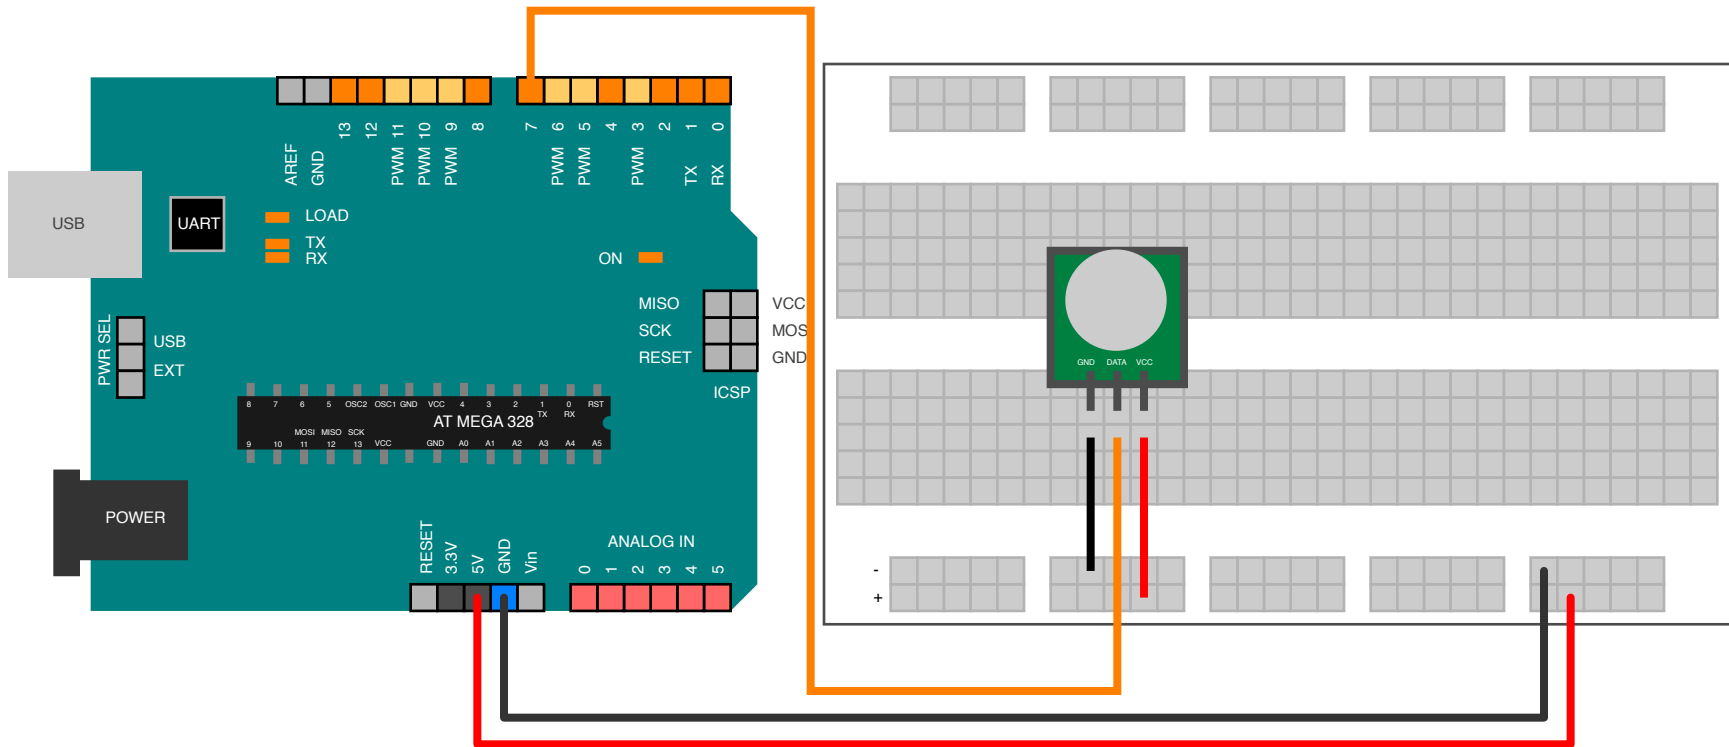 13
12
PWM 11
PWM 10
PWM 9
8
7
PWM 6
PWM 5
4
PWM 3
2
TX 1
RX 0
AREF
GND
USB
UART
LOAD
TX
RX
ON
MISO
VCC
SCK
MOSI
RESET
GND
ICSP
PWR SEL
USB
EXT
8 7 6 5 OSC2 OSC1 GND VCC 4 3 2 1 0 RST
TX RX
AT MEGA 328
MOSI MISO SCK
9 10 11 12 13 VCC GND A0 A1 A2 A3 A4 A5
POWER
RESET
3.3V
5V
GND
Vin
ANALOG IN
0 1 2 3 4 5
GND DATA VCC
-
+